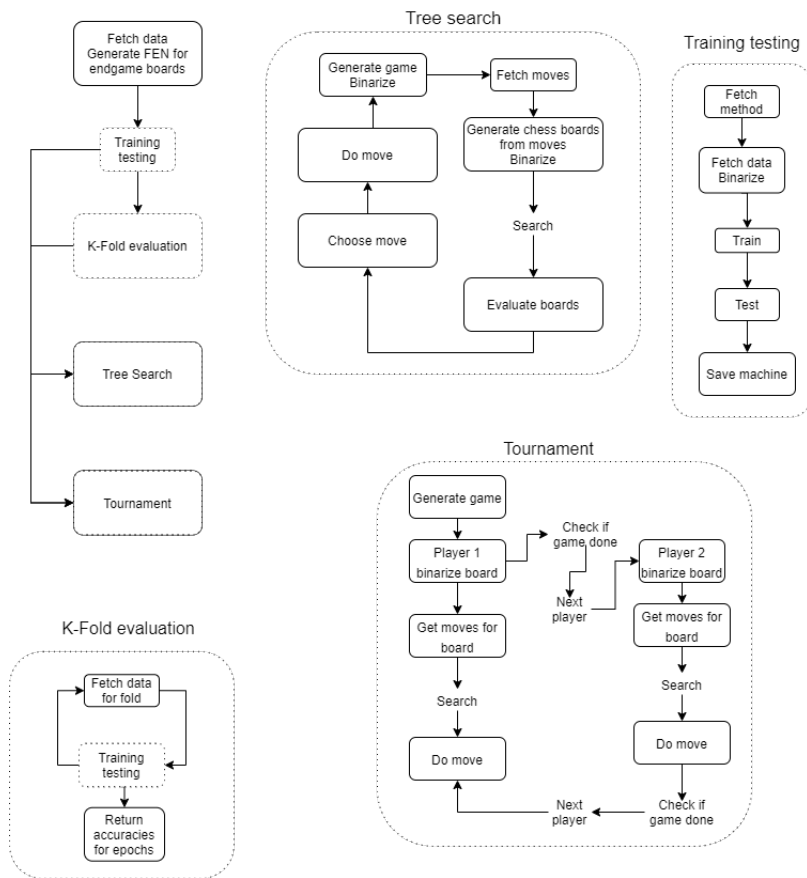 Fetch data
Generate FEN for
endgame boards
Training
testing
K-Fold evaluation
Tree Search
Tournament
Tree search
Generate game
Binarize
Fetch moves
Generate chess boards
from moves
Binarize
Search
Evaluate boards
Choose move
Do move
Training testing
Fetch
method
Fetch data
Binarize
Train
Test
Save machine
K-Fold evaluation
Fetch data
for fold
Training
testing
Return
accuracies
for epochs
Tournament
Generate game
Player 1
binarize board
Get moves for
board
Search
Do move
Check if
game done
Next
player
Player 2
binarize board
Get moves for
board
Search
Do move
Check if
game done
Next
player